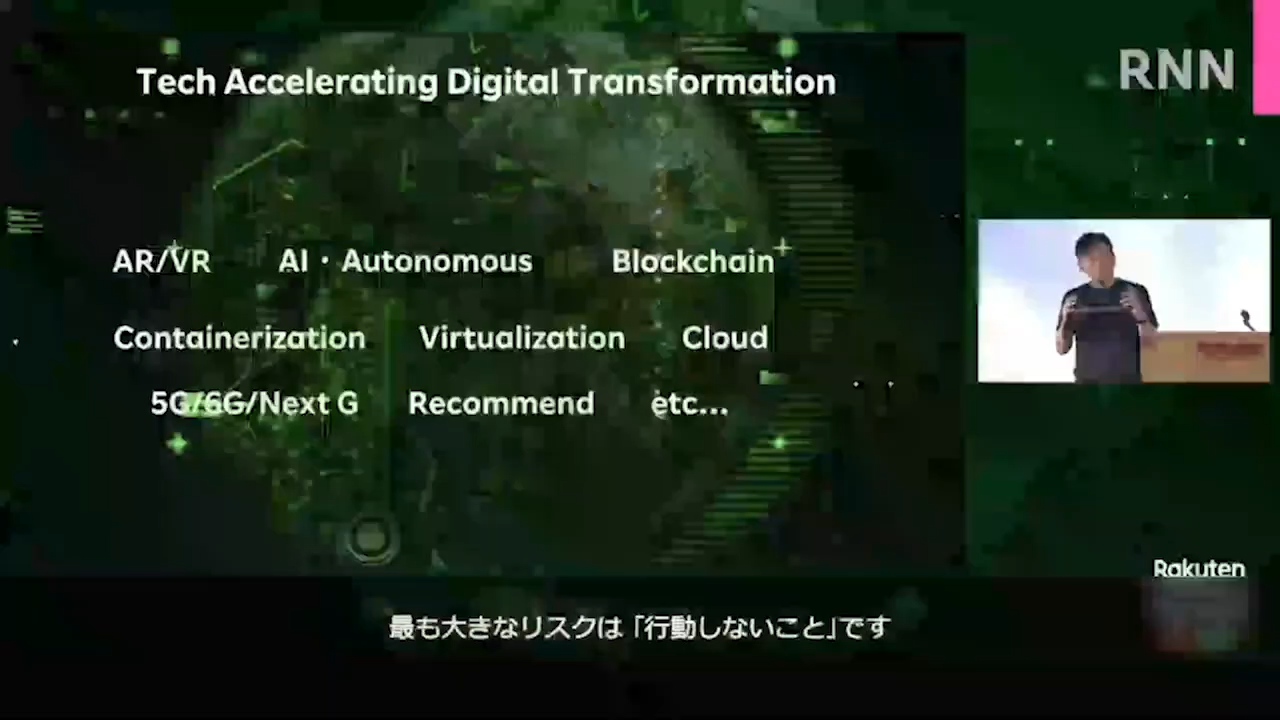 Tech Accelerating Digital Transformation
RNN
AR/VR AI・Autonomous Blockchain
Containerization Virtualization Cloud
5G/6G/Next G Recommend etc...
Rakuten
最も大きなリスクは「行動しないこと」です